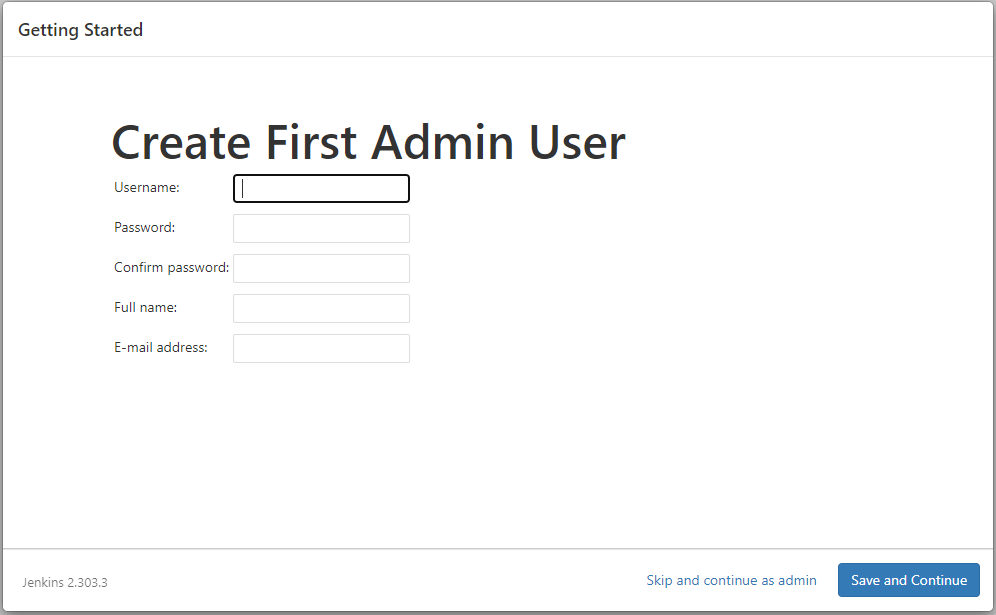 Getting Started
Create First Admin User
Username:
Password:
Confirm password:
Full name:
E-mail address:
Jenkins 2.303.3
Skip and continue as admin
Save and Continue